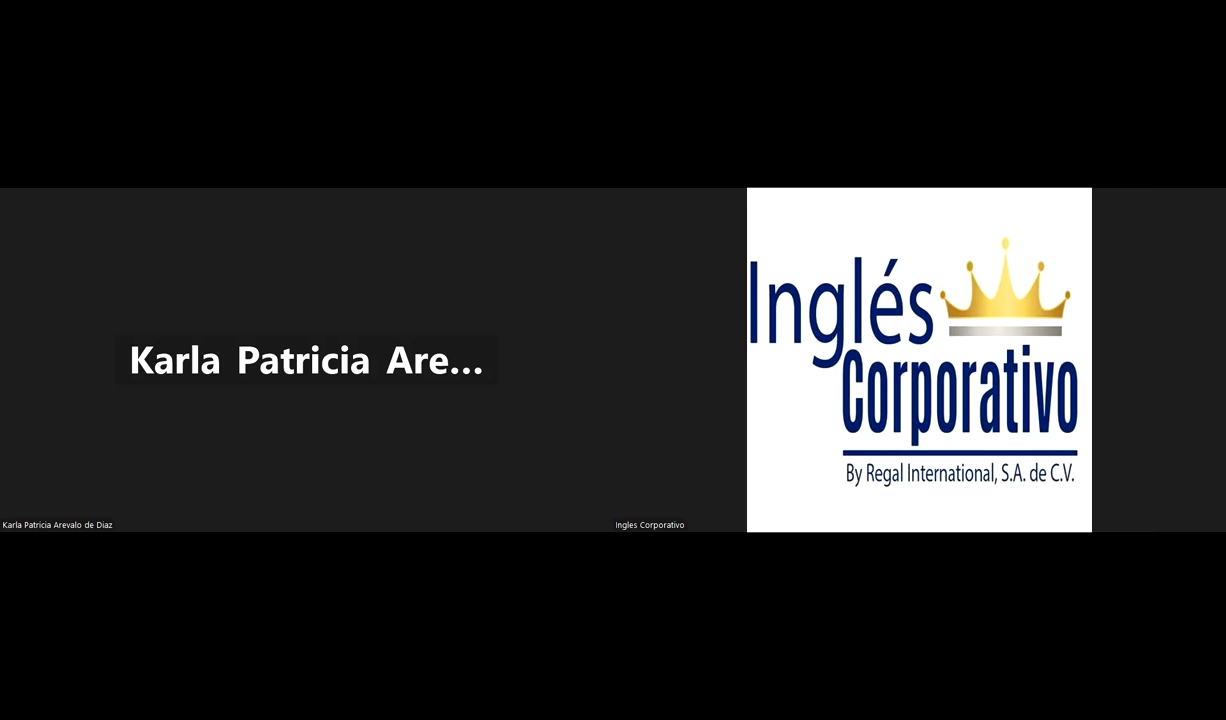 Karla Patricia Are...
Karla Patricia Arevalo de Diaz
Inglés
Corporativo
By Regal International, S.A. de C.V.
Ingles Corporativo